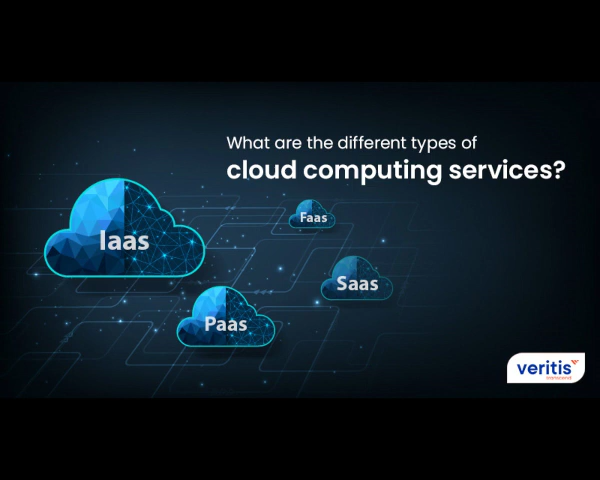 What are the different types of
cloud computing services?
Faas
Iaas
Saas
Paas
veritis